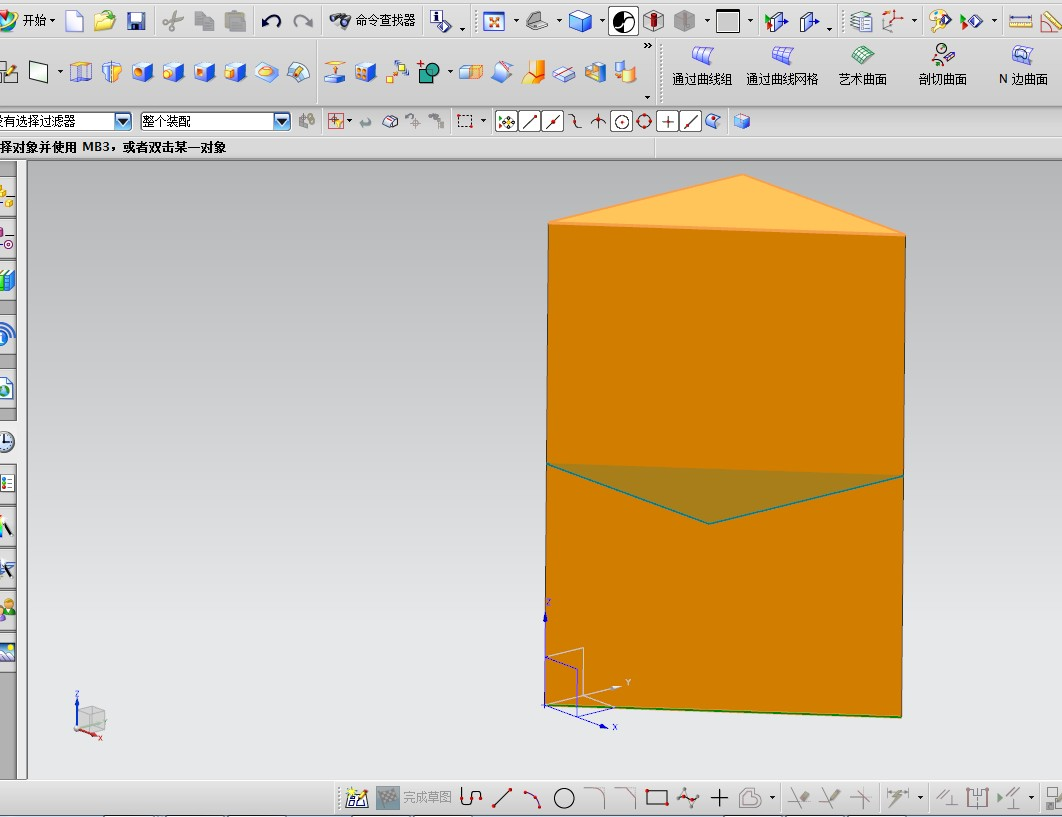 开始
命令查找器
通过曲线组
通过曲线网格
艺术曲面
剖切曲面
N 边曲面
有选择过滤器
整个装配
择对象并使用 MB3，或者双击某一对象
Z
Y
X
Z
X
完成草图